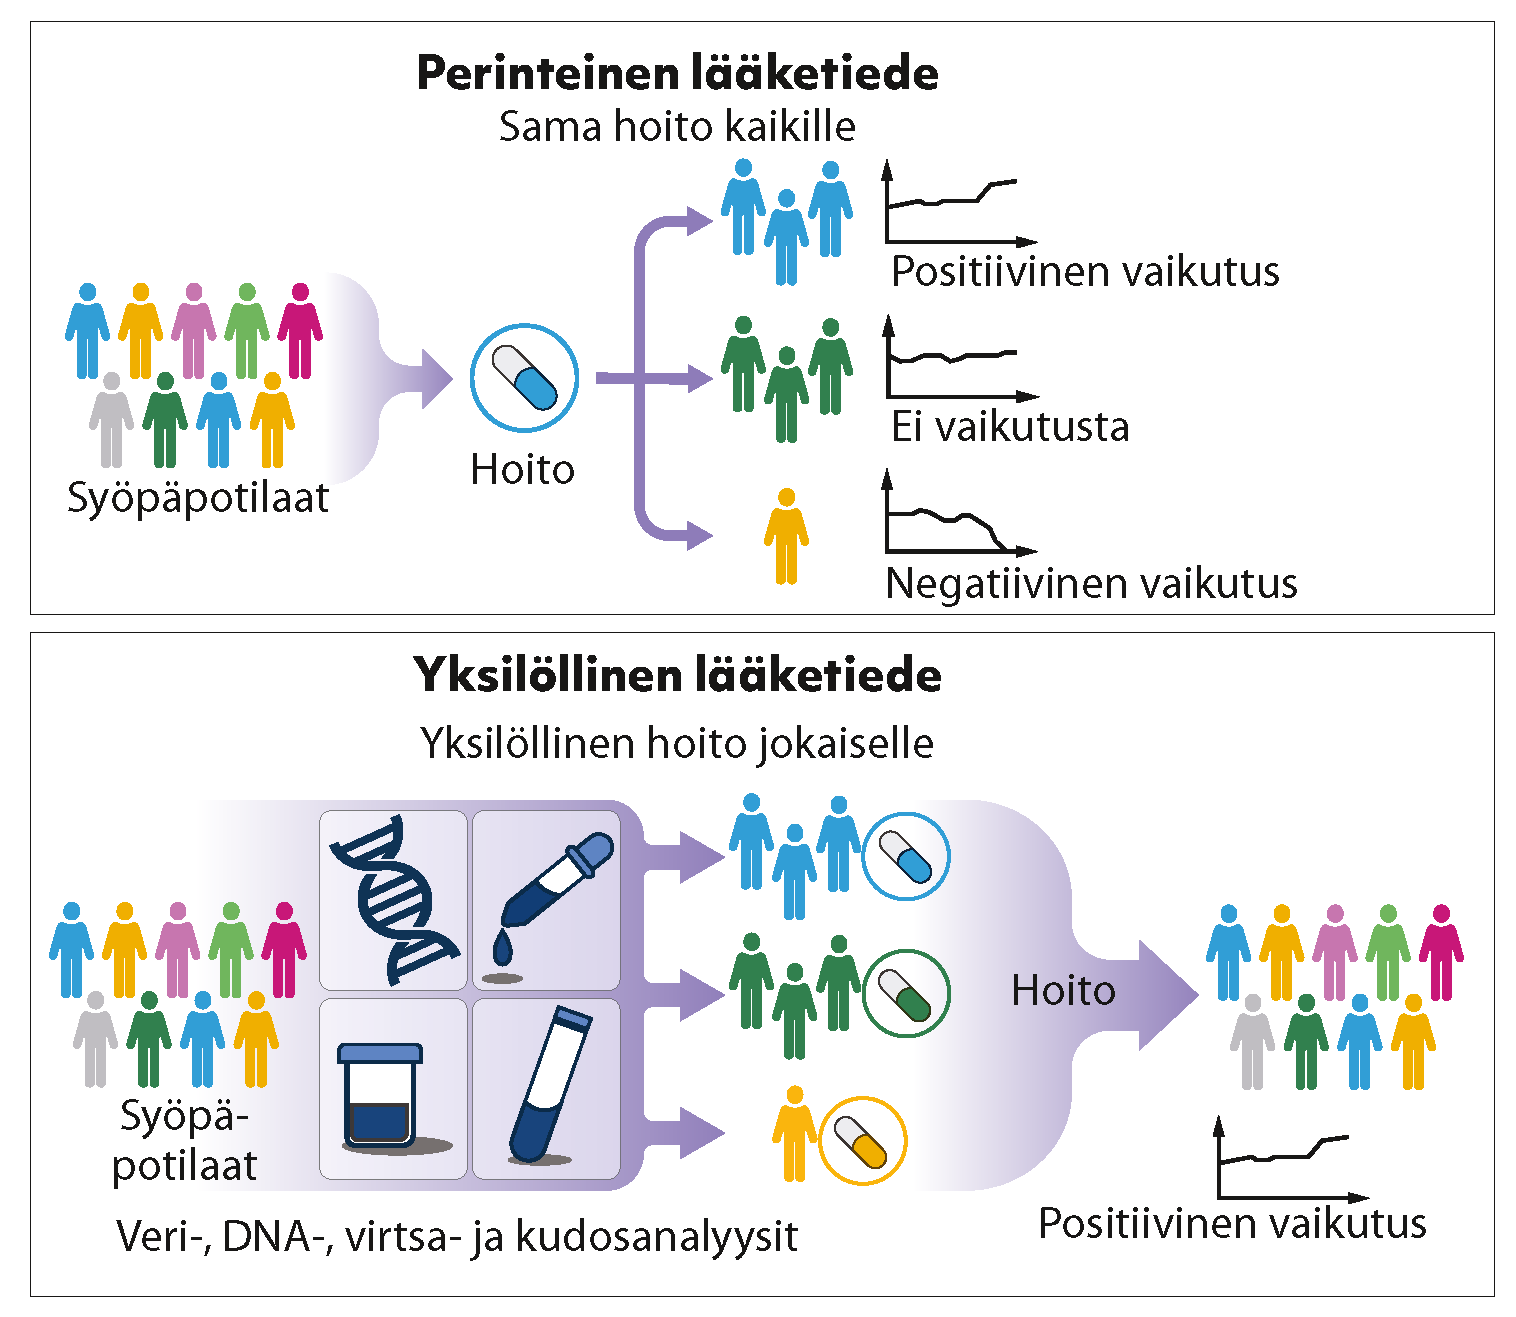 Perinteinen lääketiede
Sama hoito kaikille
Syöpäpotilaat
Hoito
Positiivinen vaikutus
Ei vaikutusta
Negatiivinen vaikutus
Yksilöllinen lääketiede
Yksilöllinen hoito jokaiselle
Syöpä-
potilaat
Veri-, DNA-, virtsa- ja kudosanalyysit
Hoito
Positiivinen vaikutus